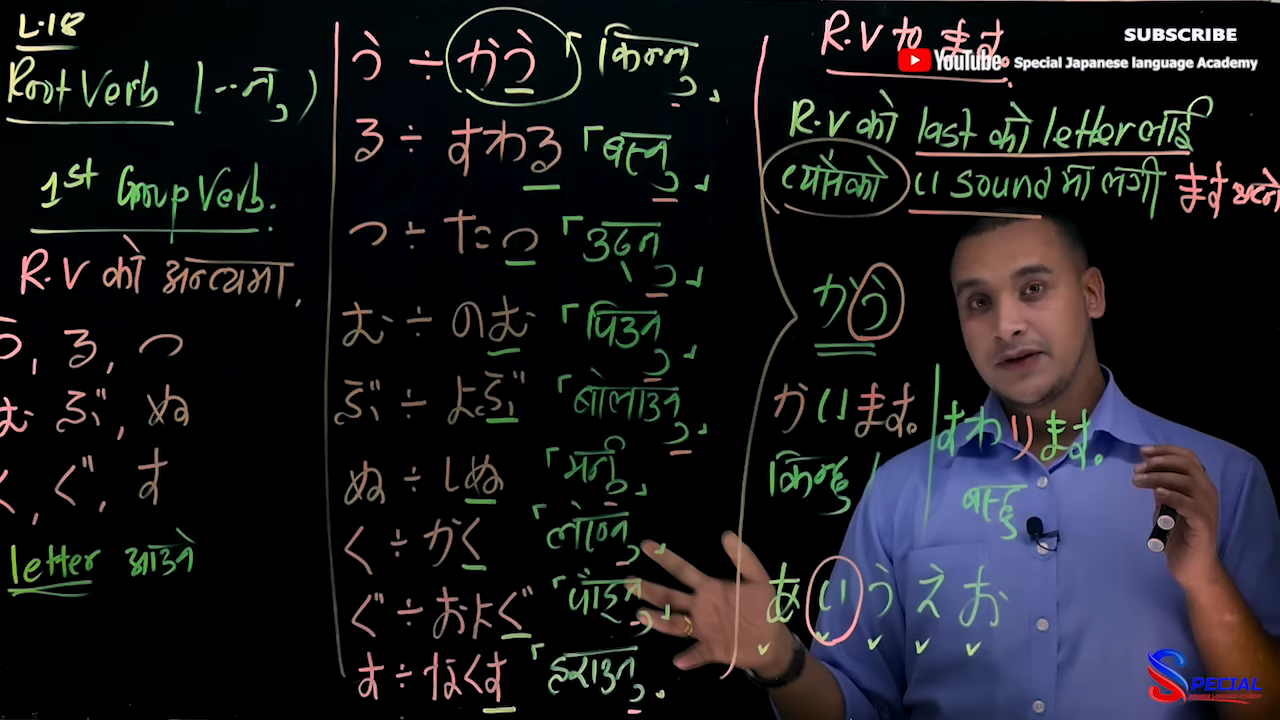 L-18
Root Verb (--नु)
1st Group Verb.
R.V को अन्त्यमा,
う, る, つ
む ぶ, ぬ
く, ぐ, す
letter आउने
う ÷ かう 「किन्नु」
る ÷ すわる 「बस्नु」
つ ÷ たつ 「उठ्नु」
む ÷ のむ 「पिउनु」
ぶ ÷ よぶ 「बोलाउनु」
ぬ ÷ しぬ 「मर्नु」
く ÷ かく 「लेख्नु」
ぐ ÷ およぐ 「पौडिनु」
す ÷ なくす 「हराउनु」
R.V to ます
R.V को last को letter लाई
त्यसैको い sound मा लगी ます
かう
かいます。
किन्छु
すわります。
बस्छु
あ い う え お
SUBSCRIBE
YouTube Special Japanese language Academy
SPECIAL